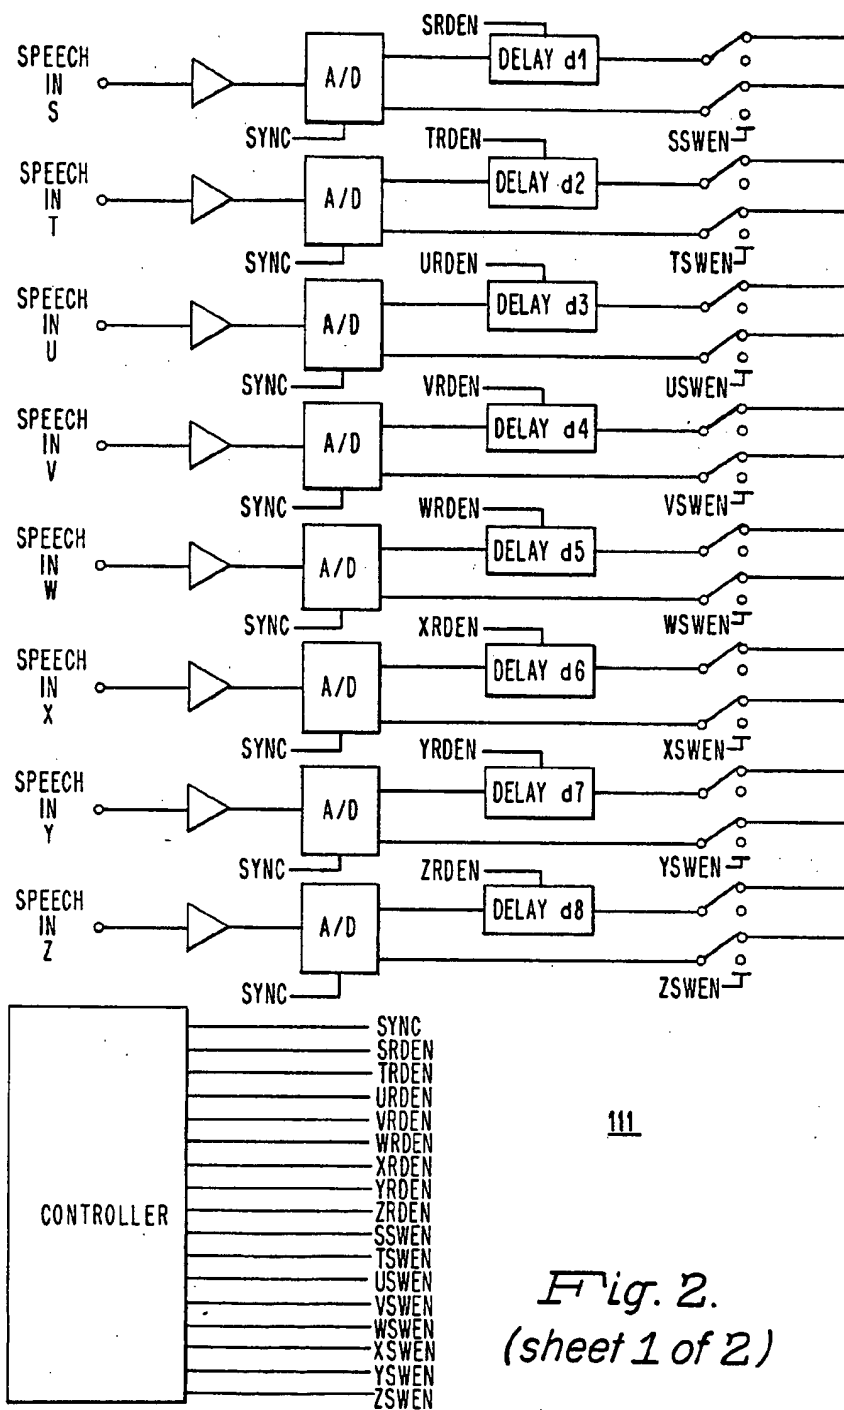 SRDEN
SPEECH
IN
S
A/D
DELAY d1
SYNC
SSWEN
TRDEN
SPEECH
IN
T
A/D
DELAY d2
SYNC
TSWEN
URDEN
SPEECH
IN
U
A/D
DELAY d3
SYNC
USWEN
VRDEN
SPEECH
IN
V
A/D
DELAY d4
SYNC
VSWEN
WRDEN
SPEECH
IN
W
A/D
DELAY d5
SYNC
WSWEN
XRDEN
SPEECH
IN
X
A/D
DELAY d6
SYNC
XSWEN
YRDEN
SPEECH
IN
Y
A/D
DELAY d7
SYNC
YSWEN
ZRDEN
SPEECH
IN
Z
A/D
DELAY d8
SYNC
ZSWEN
CONTROLLER
SYNC
SRDEN
TRDEN
URDEN
VRDEN
WRDEN
XRDEN
YRDEN
ZRDEN
SSWEN
TSWEN
USWEN
VSWEN
WSWEN
XSWEN
YSWEN
ZSWEN
111
Fig. 2.
(sheet 1 of 2)